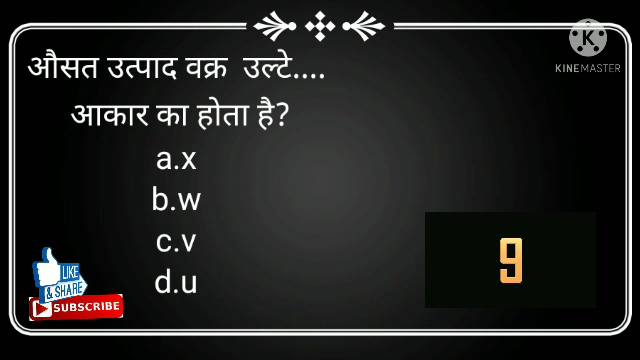 औसत उत्पाद वक्र उल्टे....
आकार का होता है?
a.x
b.w
c.v
d.u
9
K
KINEMASTER
LIKE
& SHARE
SUBSCRIBE